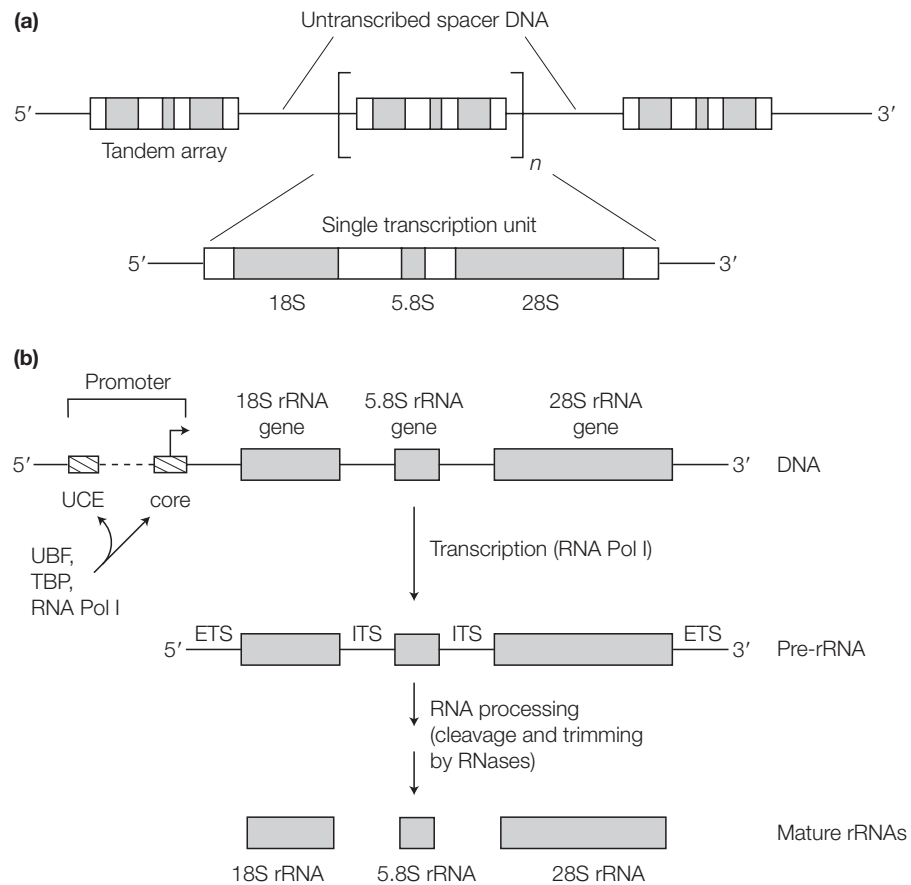 (a)
Untranscribed spacer DNA
5′
3′
Tandem array
n
Single transcription unit
5′
3′
18S
5.8S
28S
(b)
Promoter
18S rRNA
gene
5.8S rRNA
gene
28S rRNA
gene
5′
3′
DNA
UCE
core
UBF,
TBP,
RNA Pol I
Transcription (RNA Pol I)
ETS
ITS
ITS
ETS
5′
3′
Pre-rRNA
RNA processing
(cleavage and trimming
by RNases)
Mature rRNAs
18S rRNA
5.8S rRNA
28S rRNA